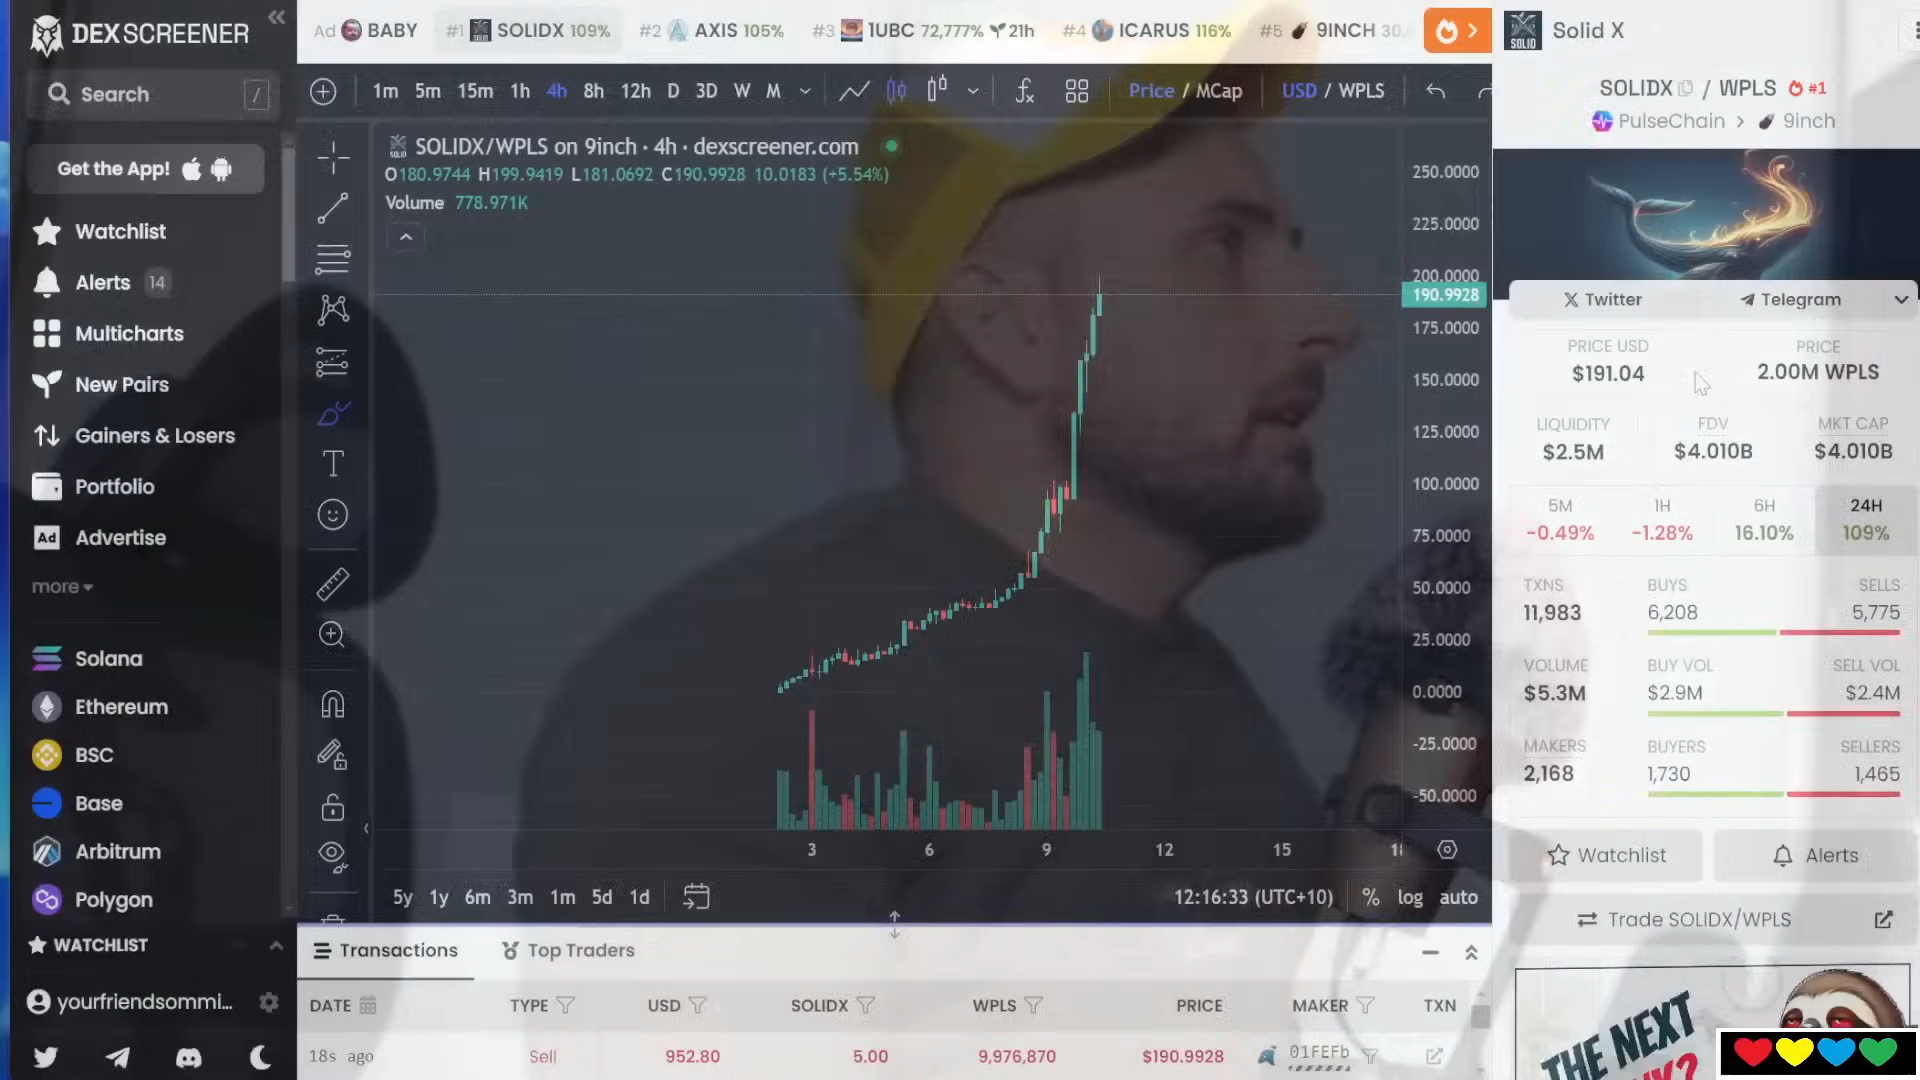 DEX SCREENER
Search /
Get the App!
Watchlist
Alerts 14
Multicharts
New Pairs
Gainers & Losers
Portfolio
Ad Advertise
more
Solana
Ethereum
BSC
Base
Arbitrum
Polygon
WATCHLIST
yourfriendsommi...
Ad BABY #1 SOLIDX 109% #2 AXIS 105% #3 1UBC 72,777% 21h #4 ICARUS 116% #5 9INCH 30.
1m 5m 15m 1h 4h 8h 12h D 3D W M Price / MCap USD / WPLS
SOLIDX/WPLS on 9inch · 4h · dexscreener.com
O180.9744 H199.9419 L181.0692 C190.9928 10.0183 (+5.54%)
Volume 778.971K
250.0000
225.0000
200.0000
190.9928
175.0000
150.0000
125.0000
100.0000
75.0000
50.0000
25.0000
0.0000
-25.0000
-50.0000
3 6 9 12 15
5y 1y 6m 3m 1m 5d 1d 12:16:33 (UTC+10) % log auto
Transactions Top Traders
DATE TYPE USD SOLIDX WPLS PRICE MAKER TXN
18s ago Sell 952.80 5.00 9,976,870 $190.9928 01FEFb
SOLID Solid X
SOLIDX / WPLS #1
PulseChain > 9inch
Twitter Telegram
PRICE USD PRICE
$191.04 2.00M WPLS
LIQUIDITY FDV MKT CAP
$2.5M $4.010B $4.010B
5M 1H 6H 24H
-0.49% -1.28% 16.10% 109%
TXNS BUYS SELLS
11,983 6,208 5,775
VOLUME BUY VOL SELL VOL
$5.3M $2.9M $2.4M
MAKERS BUYERS SELLERS
2,168 1,730 1,465
Watchlist Alerts
Trade SOLIDX/WPLS
THE NEXT